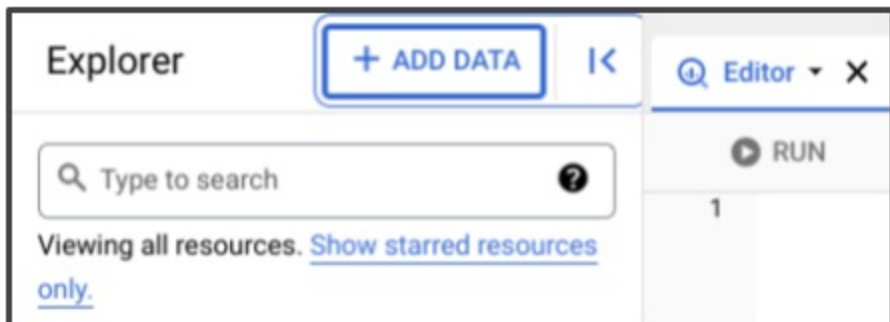 Explorer
+ ADD DATA
Editor
RUN
Type to search
1
Viewing all resources. Show starred resources
only.